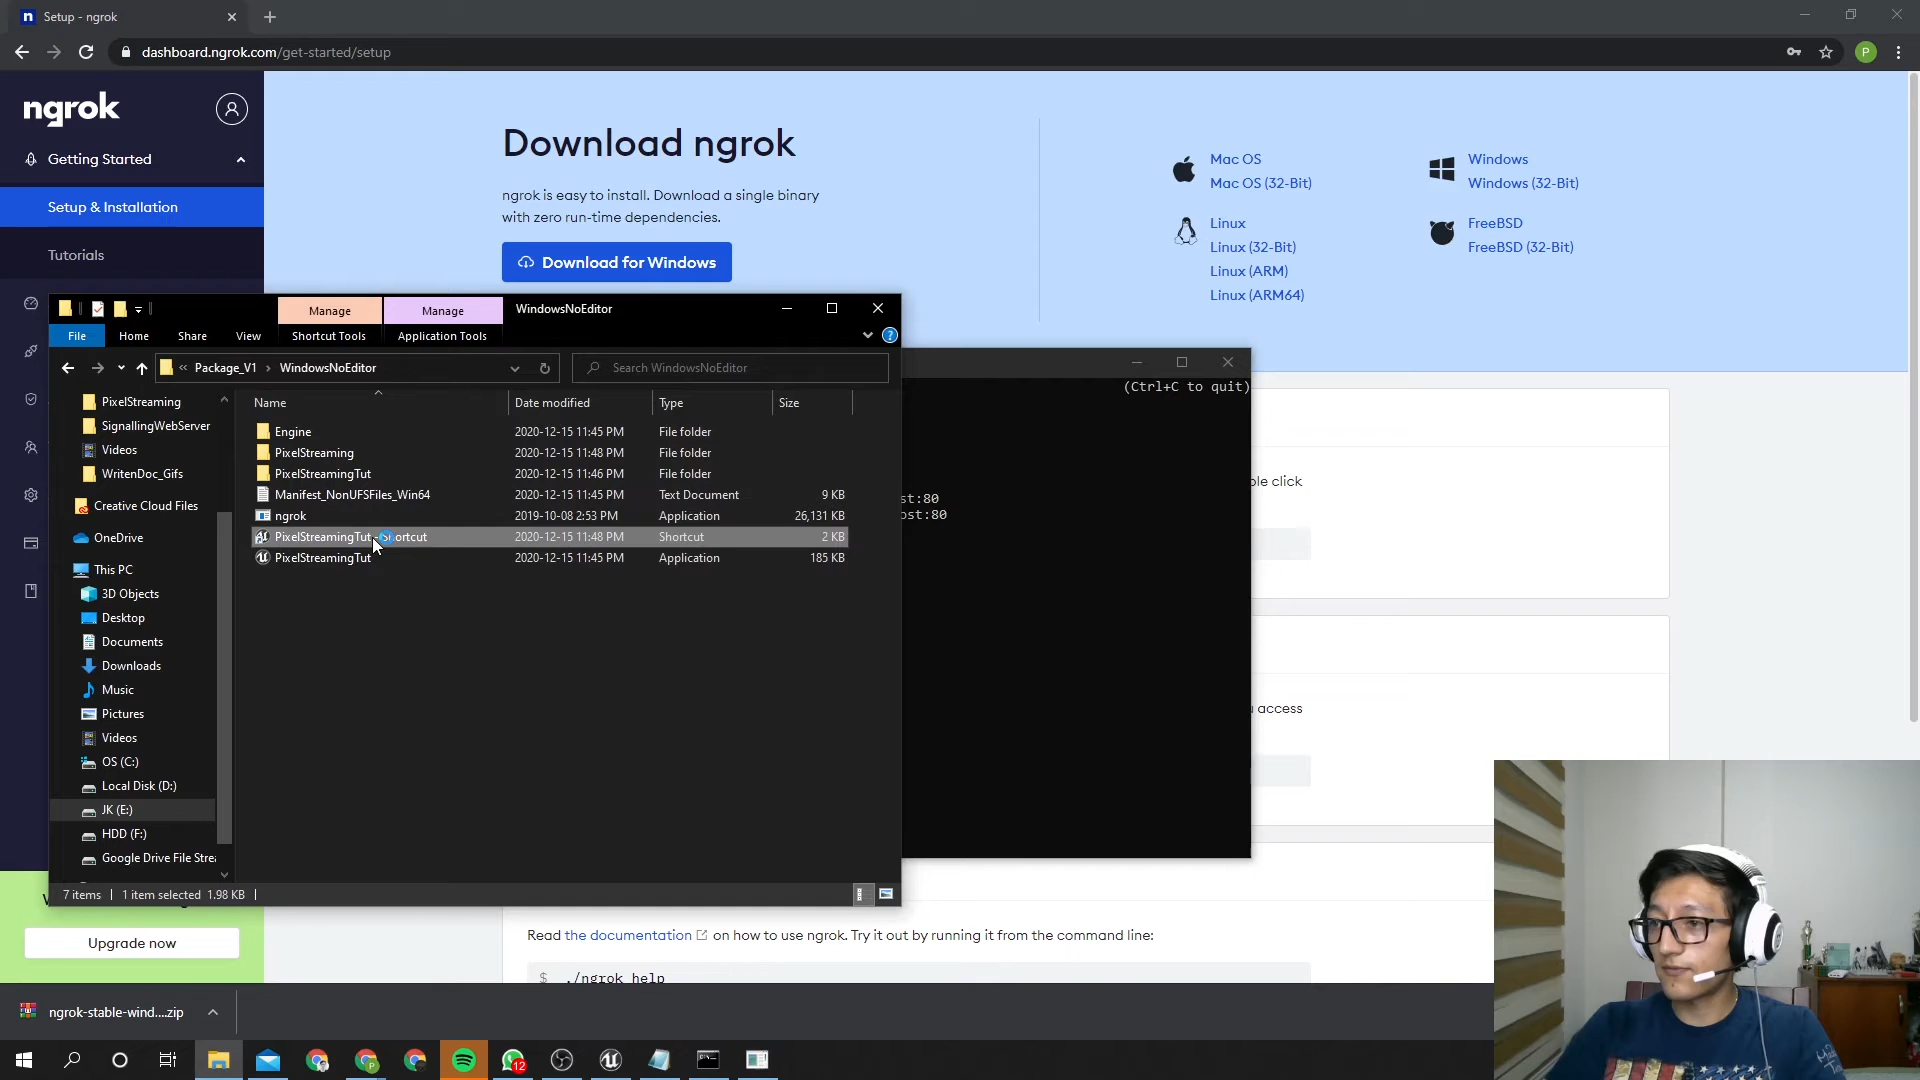 Setup - ngrok
dashboard.ngrok.com/get-started/setup
P
ngrok
Getting Started
Setup & Installation
Tutorials
Download ngrok
ngrok is easy to install. Download a single binary
with zero run-time dependencies.
Download for Windows
Mac OS
Mac OS (32-Bit)
Linux
Linux (32-Bit)
Linux (ARM)
Linux (ARM64)
Windows
Windows (32-Bit)
FreeBSD
FreeBSD (32-Bit)
Manage
Manage
WindowsNoEditor
File
Home
Share
View
Shortcut Tools
Application Tools
Package_V1 > WindowsNoEditor
Search WindowsNoEditor
Name
Date modified
Type
Size
Engine 2020-12-15 11:45 PM File folder
PixelStreaming 2020-12-15 11:48 PM File folder
PixelStreamingTut 2020-12-15 11:46 PM File folder
Manifest_NonUFSFiles_Win64 2020-12-15 11:45 PM Text Document 9 KB
ngrok 2019-10-08 2:53 PM Application 26,131 KB
PixelStreamingTut - Shortcut 2020-12-15 11:48 PM Shortcut 2 KB
PixelStreamingTut 2020-12-15 11:45 PM Application 185 KB
PixelStreaming
SignallingWebServer
Videos
WritenDoc_Gifs
Creative Cloud Files
OneDrive
This PC
3D Objects
Desktop
Documents
Downloads
Music
Pictures
Videos
OS (C:)
Local Disk (D:)
JK (E:)
HDD (F:)
Google Drive File Strea
7 items
1 item selected 1.98 KB
(Ctrl+C to quit)
st:80
ost:80
ple click
access
Upgrade now
Read the documentation on how to use ngrok. Try it out by running it from the command line:
$ ./ngrok help
ngrok-stable-wind....zip
12